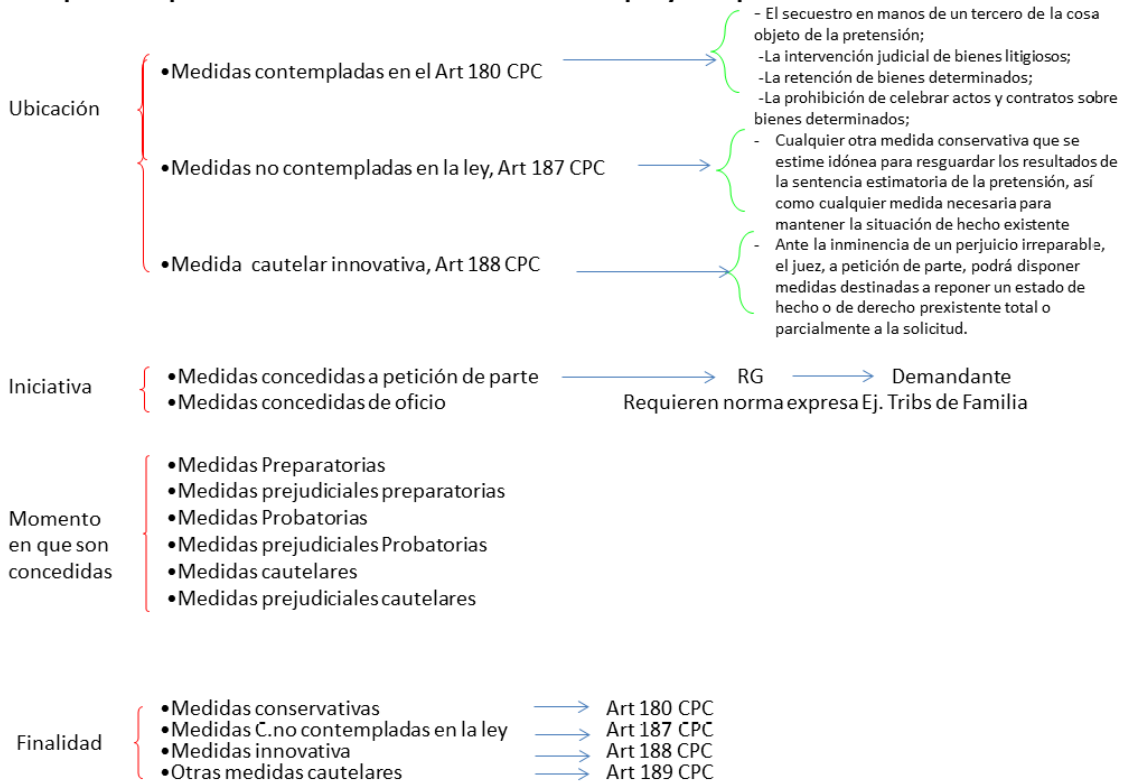 - El secuestro en manos de un tercero de la cosa
objeto de la pretensión;
-La intervención judicial de bienes litigiosos;
-La retención de bienes determinados;
-La prohibición de celebrar actos y contratos sobre
bienes determinados;
•Medidas contempladas en el Art 180 CPC
Ubicación
•Medidas no contempladas en la ley, Art 187 CPC
- Cualquier otra medida conservativa que se
estime idónea para resguardar los resultados de
la sentencia estimatoria de la pretensión, así
como cualquier medida necesaria para
mantener la situación de hecho existente
•Medida cautelar innovativa, Art 188 CPC
- Ante la inminencia de un perjuicio irreparable,
el juez, a petición de parte, podrá disponer
medidas destinadas a reponer un estado de
hecho o de derecho prexistente total o
parcialmente a la solicitud.
Iniciativa
•Medidas concedidas a petición de parte RG Demandante
•Medidas concedidas de oficio Requieren norma expresa Ej. Tribs de Familia
Momento
en que son
concedidas
•Medidas Preparatorias
•Medidas prejudiciales preparatorias
•Medidas Probatorias
•Medidas prejudiciales Probatorias
•Medidas cautelares
•Medidas prejudiciales cautelares
Finalidad
•Medidas conservativas Art 180 CPC
•Medidas C.no contempladas en la ley Art 187 CPC
•Medidas innovativa Art 188 CPC
•Otras medidas cautelares Art 189 CPC